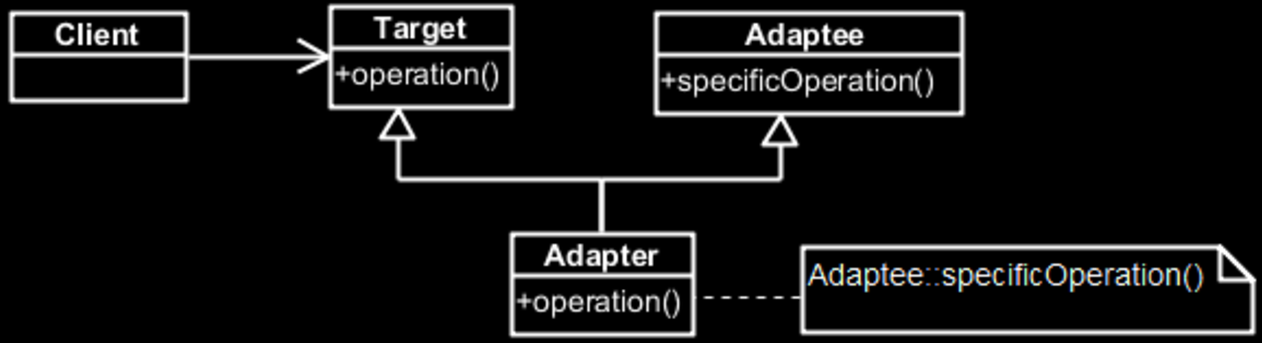 Client
Target
+operation()
Adaptee
+specificOperation()
Adapter
+operation()
Adaptee::specificOperation()